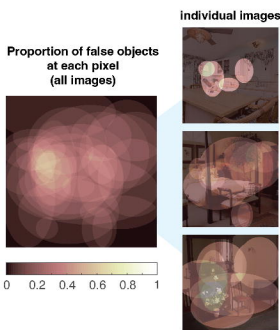 individual images
Proportion of false objects
at each pixel
(all images)
0 0.2 0.4 0.6 0.8 1